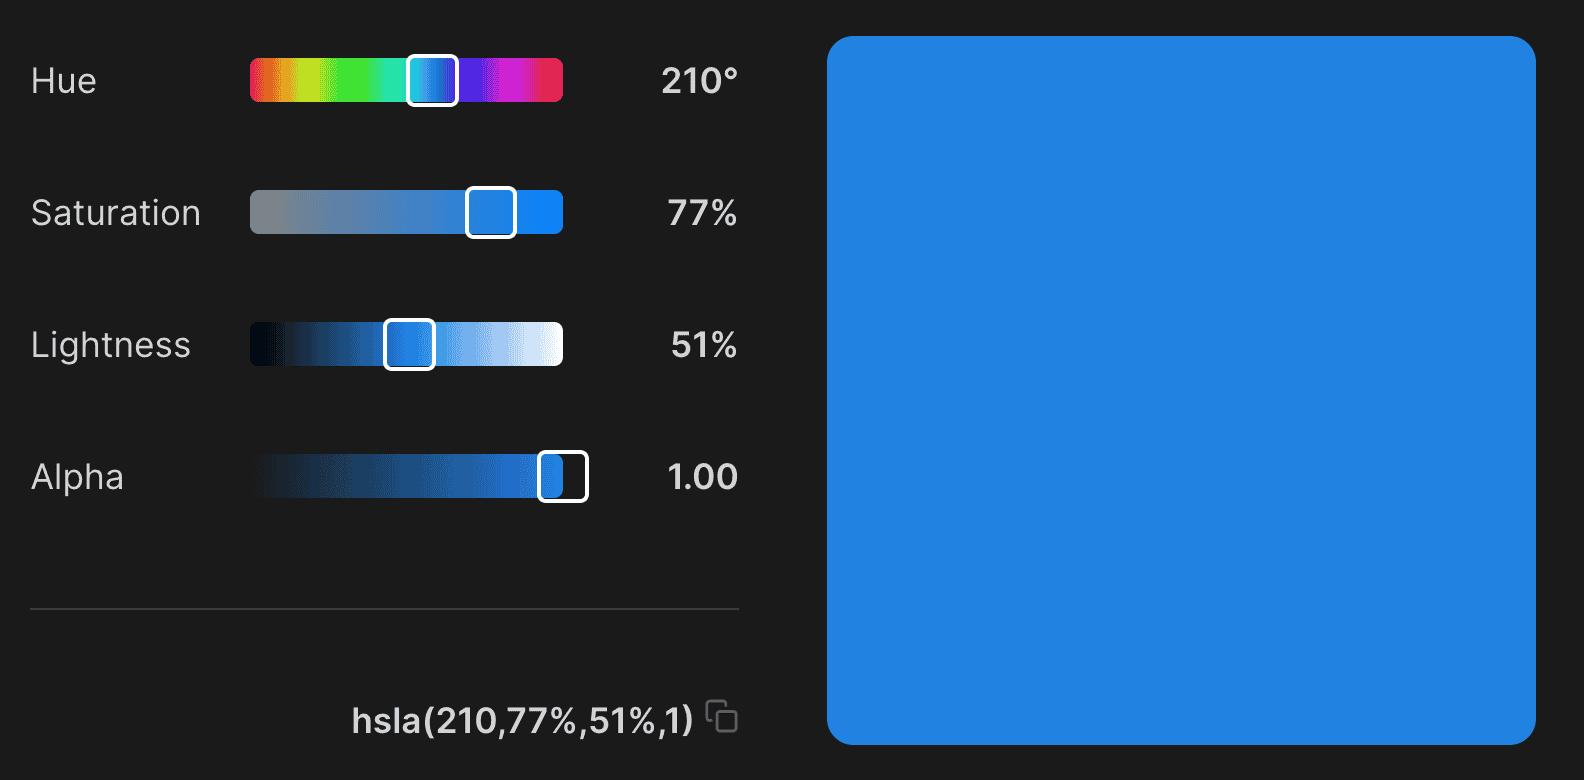 Hue 210°
Saturation 77%
Lightness 51%
Alpha 1.00
hsla(210,77%,51%,1)